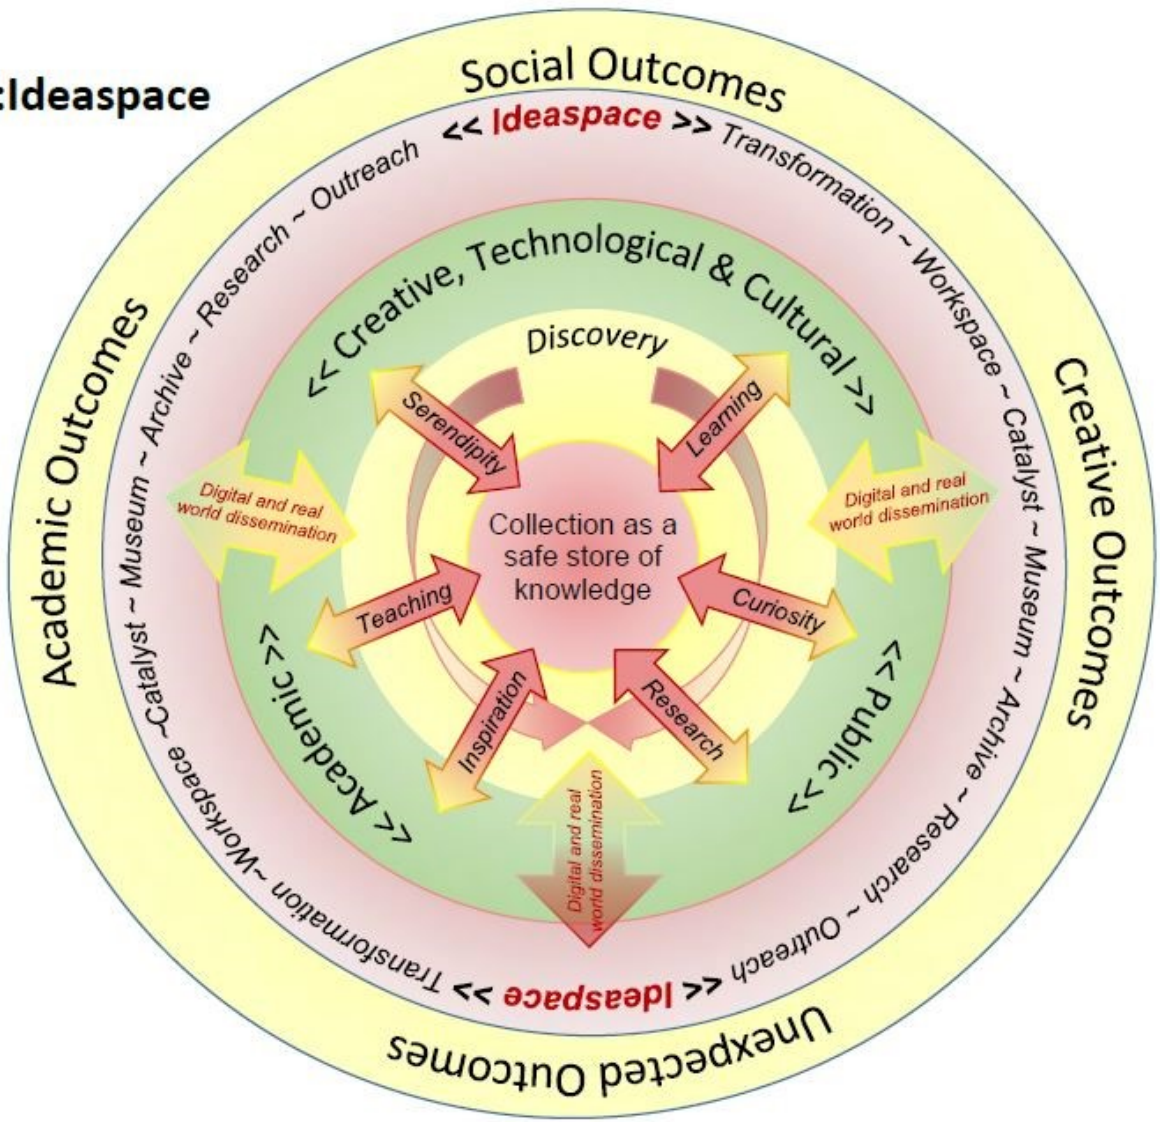 :Ideaspace
Social Outcomes
<< Ideaspace >>
Transformation ~ Workspace ~ Catalyst ~ Museum ~ Archive ~ Research ~ Outreach
<< Ideaspace >>
Transformation ~Workspace ~Catalyst ~ Museum ~ Archive ~ Research ~ Outreach
Academic Outcomes
Creative Outcomes
Unexpected Outcomes
<< Creative, Technological & Cultural >>
<< Academic >>
<< Public >>
Discovery
Serendipity
Learning
Digital and real
world dissemination
Digital and real
world dissemination
Collection as a
safe store of
knowledge
Teaching
Curiosity
Inspiration
Research
Digital and real
world dissemination